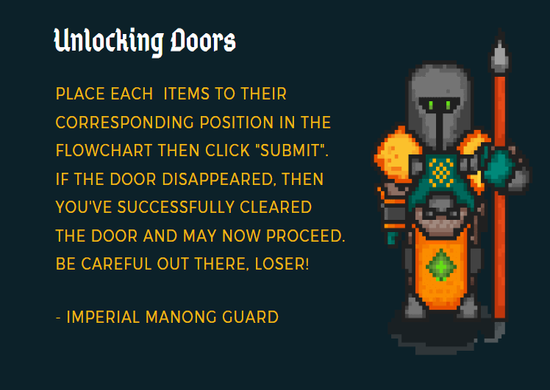 Unlocking Doors
PLACE EACH ITEMS TO THEIR
CORRESPONDING POSITION IN THE
FLOWCHART THEN CLICK "SUBMIT".
IF THE DOOR DISAPPEARED, THEN
YOU'VE SUCCESSFULLY CLEARED
THE DOOR AND MAY NOW PROCEED.
BE CAREFUL OUT THERE, LOSER!
- IMPERIAL MANONG GUARD